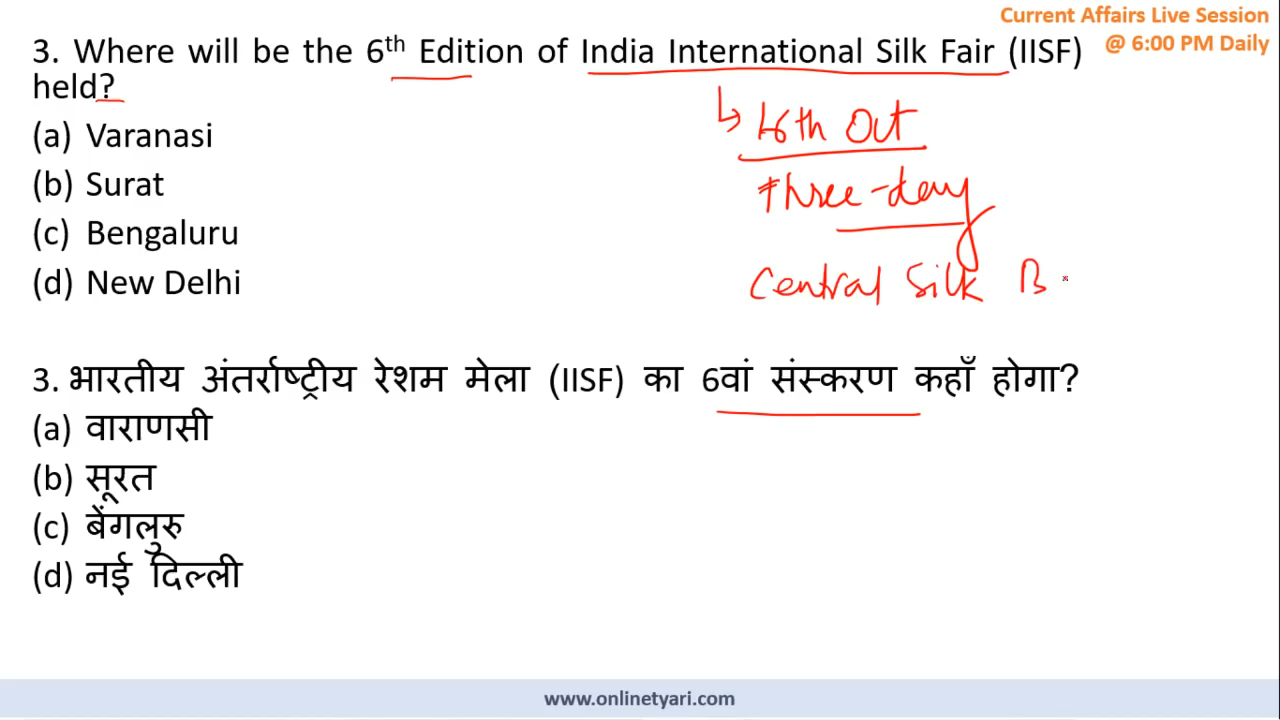 Current Affairs Live Session
@ 6:00 PM Daily
3. Where will be the 6th Edition of India International Silk Fair (IISF)
held?
(a) Varanasi
(b) Surat
(c) Bengaluru
(d) New Delhi
16th Oct
Three-day
Central Silk B
3. भारतीय अंतर्राष्ट्रीय रेशम मेला (IISF) का 6वां संस्करण कहाँ होगा?
(a) वाराणसी
(b) सूरत
(c) बेंगलुरु
(d) नई दिल्ली
www.onlinetyari.com